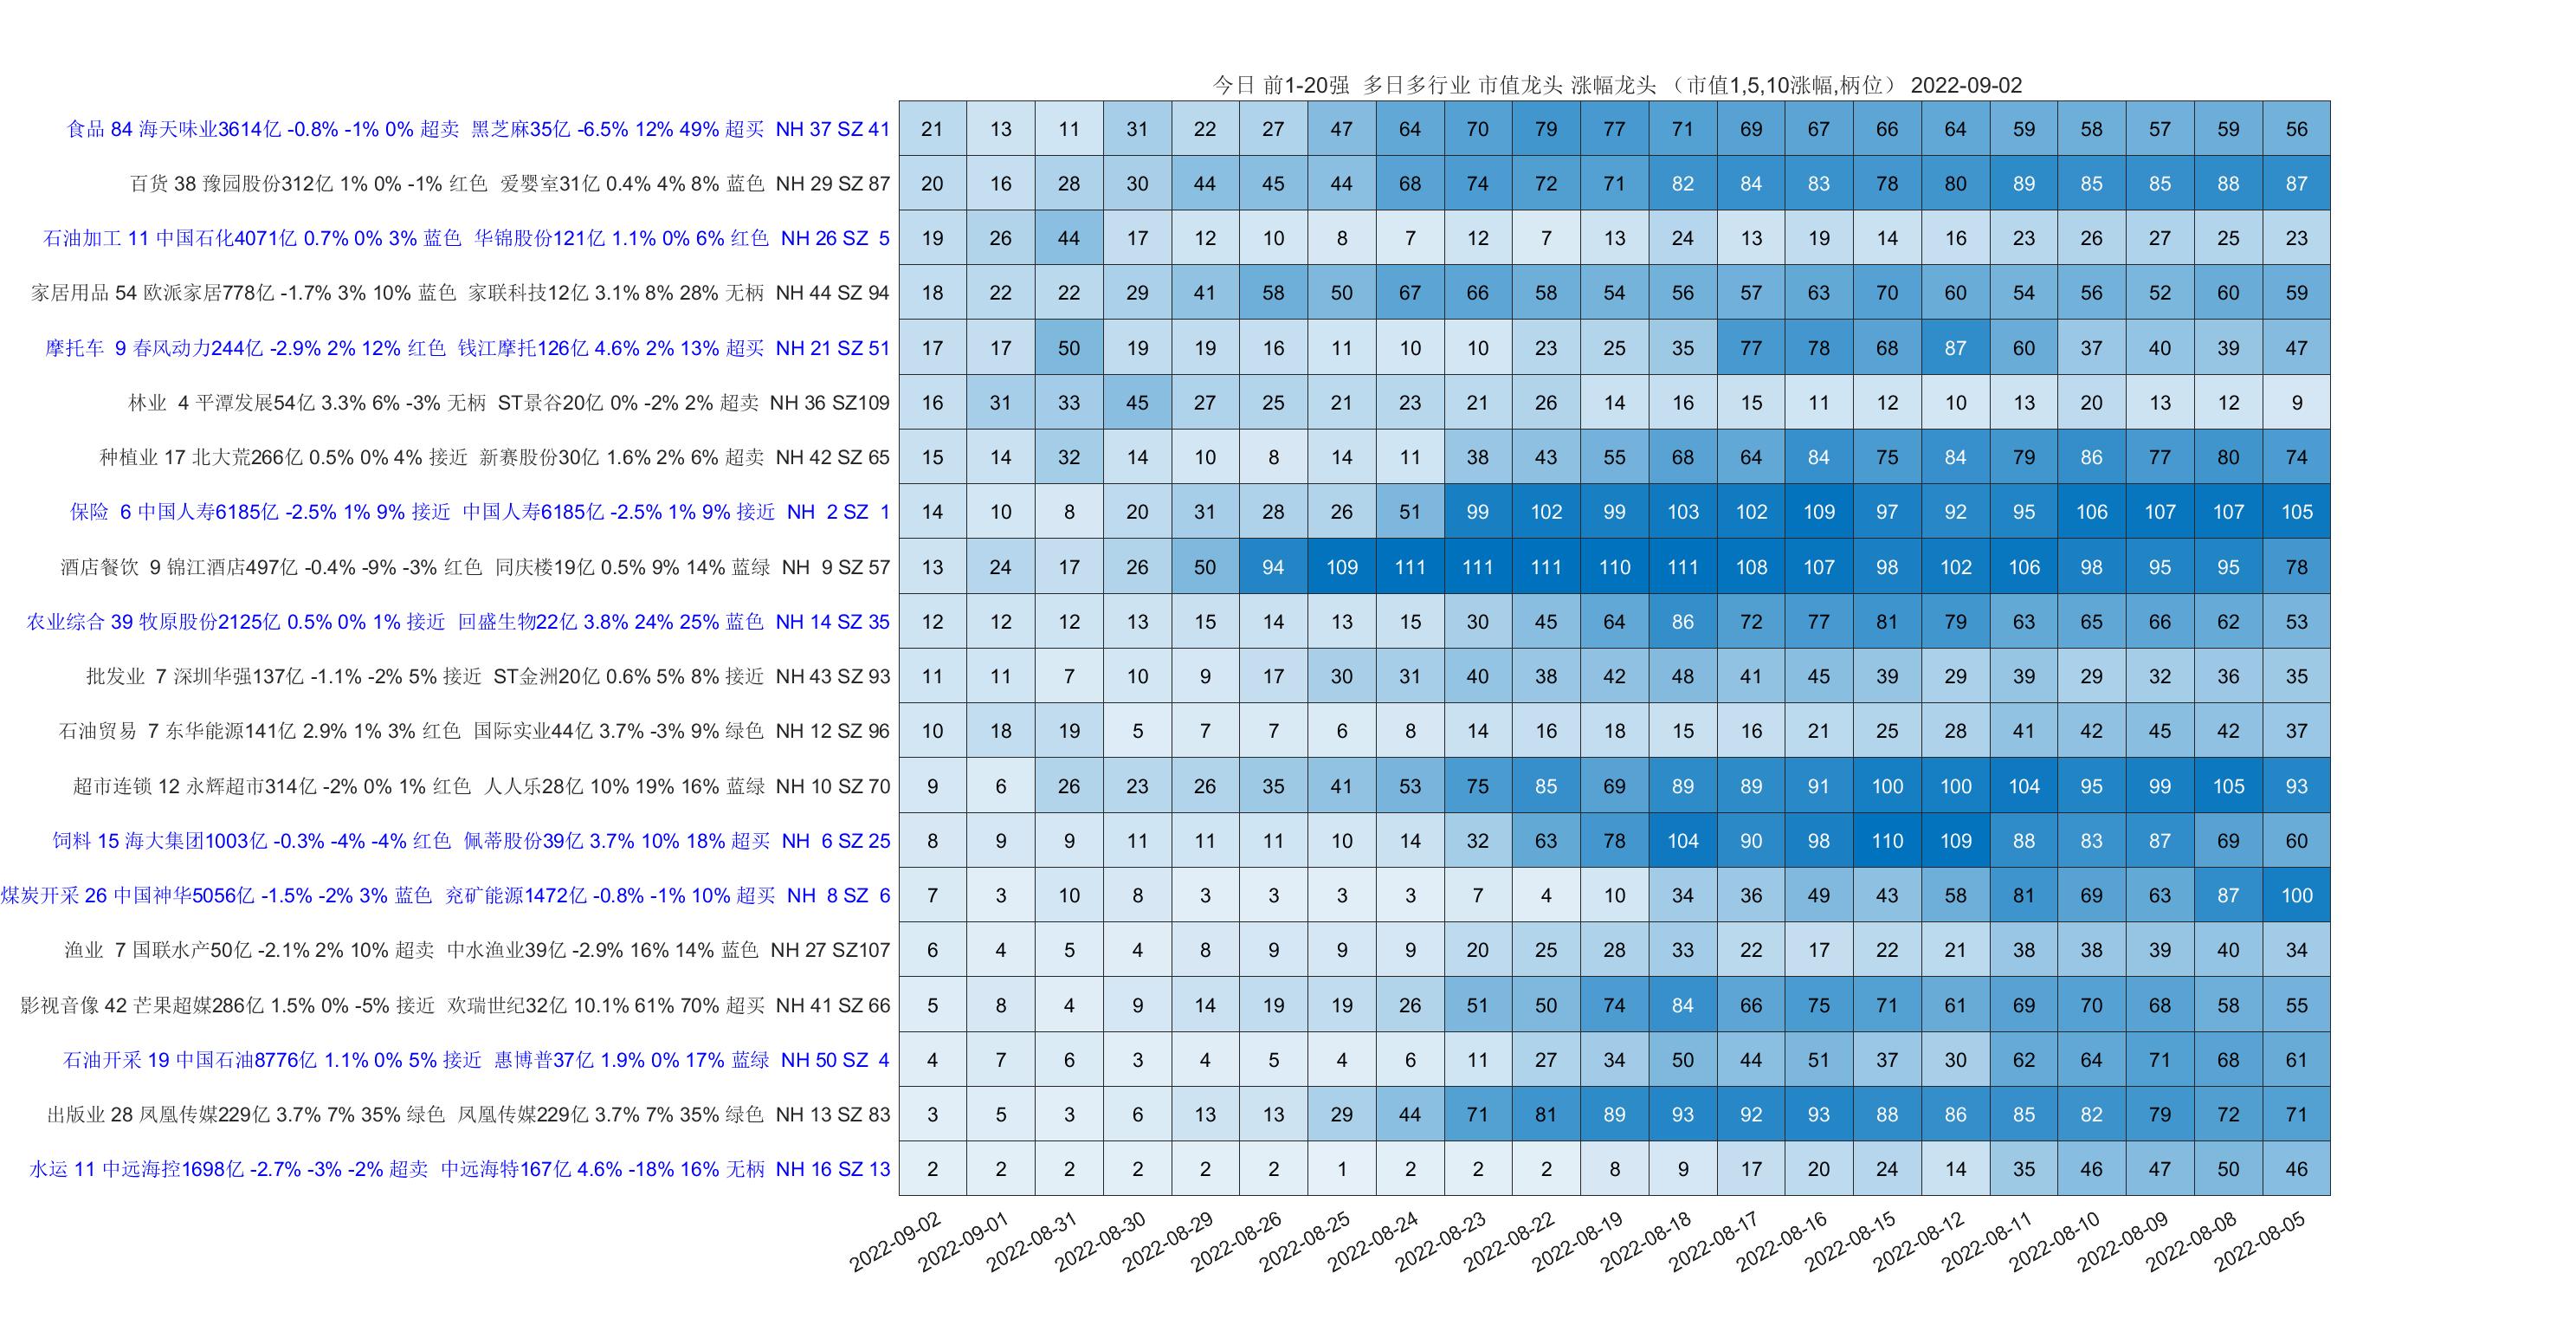 今日 前1-20强  多日多行业 市值龙头 涨幅龙头 （市值1,5,10涨幅,柄位） 2022-09-02
食品 84 海天味业3614亿 -0.8% -1% 0% 超卖  黑芝麻35亿 -6.5% 12% 49% 超买  NH 37 SZ 41 21 13 11 31 22 27 47 64 70 79 77 71 69 67 66 64 59 58 57 59 56
百货 38 豫园股份312亿 1% 0% -1% 红色  爱婴室31亿 0.4% 4% 8% 蓝色  NH 29 SZ 87 20 16 28 30 44 45 44 68 74 72 71 82 84 83 78 80 89 85 85 88 87
石油加工 11 中国石化4071亿 0.7% 0% 3% 蓝色  华锦股份121亿 1.1% 0% 6% 红色  NH 26 SZ  5 19 26 44 17 12 10 8 7 12 7 13 24 13 19 14 16 23 26 27 25 23
家居用品 54 欧派家居778亿 -1.7% 3% 10% 蓝色  家联科技12亿 3.1% 8% 28% 无柄  NH 44 SZ 94 18 22 22 29 41 58 50 67 66 58 54 56 57 63 70 60 54 56 52 60 59
摩托车  9 春风动力244亿 -2.9% 2% 12% 红色  钱江摩托126亿 4.6% 2% 13% 超买  NH 21 SZ 51 17 17 50 19 19 16 11 10 10 23 25 35 77 78 68 87 60 37 40 39 47
林业  4 平潭发展54亿 3.3% 6% -3% 无柄  ST景谷20亿 0% -2% 2% 超卖  NH 36 SZ109 16 31 33 45 27 25 21 23 21 26 14 16 15 11 12 10 13 20 13 12 9
种植业 17 北大荒266亿 0.5% 0% 4% 接近  新赛股份30亿 1.6% 2% 6% 超卖  NH 42 SZ 65 15 14 32 14 10 8 14 11 38 43 55 68 64 84 75 84 79 86 77 80 74
保险  6 中国人寿6185亿 -2.5% 1% 9% 接近  中国人寿6185亿 -2.5% 1% 9% 接近  NH  2 SZ  1 14 10 8 20 31 28 26 51 99 102 99 103 102 109 97 92 95 106 107 107 105
酒店餐饮  9 锦江酒店497亿 -0.4% -9% -3% 红色  同庆楼19亿 0.5% 9% 14% 蓝绿  NH  9 SZ 57 13 24 17 26 50 94 109 111 111 111 110 111 108 107 98 102 106 98 95 95 78
农业综合 39 牧原股份2125亿 0.5% 0% 1% 接近  回盛生物22亿 3.8% 24% 25% 蓝色  NH 14 SZ 35 12 12 12 13 15 14 13 15 30 45 64 86 72 77 81 79 63 65 66 62 53
批发业  7 深圳华强137亿 -1.1% -2% 5% 接近  ST金洲20亿 0.6% 5% 8% 接近  NH 43 SZ 93 11 11 7 10 9 17 30 31 40 38 42 48 41 45 39 29 39 29 32 36 35
石油贸易  7 东华能源141亿 2.9% 1% 3% 红色  国际实业44亿 3.7% -3% 9% 绿色  NH 12 SZ 96 10 18 19 5 7 7 6 8 14 16 18 15 16 21 25 28 41 42 45 42 37
超市连锁 12 永辉超市314亿 -2% 0% 1% 红色  人人乐28亿 10% 19% 16% 蓝绿  NH 10 SZ 70 9 6 26 23 26 35 41 53 75 85 69 89 89 91 100 100 104 95 99 105 93
饲料 15 海大集团1003亿 -0.3% -4% -4% 红色  佩蒂股份39亿 3.7% 10% 18% 超买  NH  6 SZ 25 8 9 9 11 11 11 10 14 32 63 78 104 90 98 110 109 88 83 87 69 60
煤炭开采 26 中国神华5056亿 -1.5% -2% 3% 蓝色  兖矿能源1472亿 -0.8% -1% 10% 超买  NH  8 SZ  6 7 3 10 8 3 3 3 3 7 4 10 34 36 49 43 58 81 69 63 87 100
渔业  7 国联水产50亿 -2.1% 2% 10% 超卖  中水渔业39亿 -2.9% 16% 14% 蓝色  NH 27 SZ107 6 4 5 4 8 9 9 9 20 25 28 33 22 17 22 21 38 38 39 40 34
影视音像 42 芒果超媒286亿 1.5% 0% -5% 接近  欢瑞世纪32亿 10.1% 61% 70% 超买  NH 41 SZ 66 5 8 4 9 14 19 19 26 51 50 74 84 66 75 71 61 69 70 68 58 55
石油开采 19 中国石油8776亿 1.1% 0% 5% 接近  惠博普37亿 1.9% 0% 17% 蓝绿  NH 50 SZ  4 4 7 6 3 4 5 4 6 11 27 34 50 44 51 37 30 62 64 71 68 61
出版业 28 凤凰传媒229亿 3.7% 7% 35% 绿色  凤凰传媒229亿 3.7% 7% 35% 绿色  NH 13 SZ 83 3 5 3 6 13 13 29 44 71 81 89 93 92 93 88 86 85 82 79 72 71
水运 11 中远海控1698亿 -2.7% -3% -2% 超卖  中远海特167亿 4.6% -18% 16% 无柄  NH 16 SZ 13 2 2 2 2 2 2 1 2 2 2 8 9 17 20 24 14 35 46 47 50 46
2022-09-02 2022-09-01 2022-08-31 2022-08-30 2022-08-29 2022-08-26 2022-08-25 2022-08-24 2022-08-23 2022-08-22 2022-08-19 2022-08-18 2022-08-17 2022-08-16 2022-08-15 2022-08-12 2022-08-11 2022-08-10 2022-08-09 2022-08-08 2022-08-05